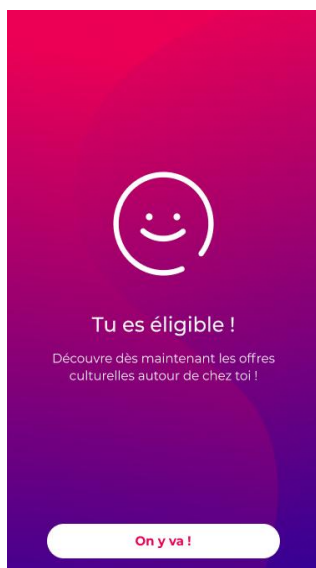 Tu es éligible !
Découvre dès maintenant les offres
culturelles autour de chez toi !
On y va !